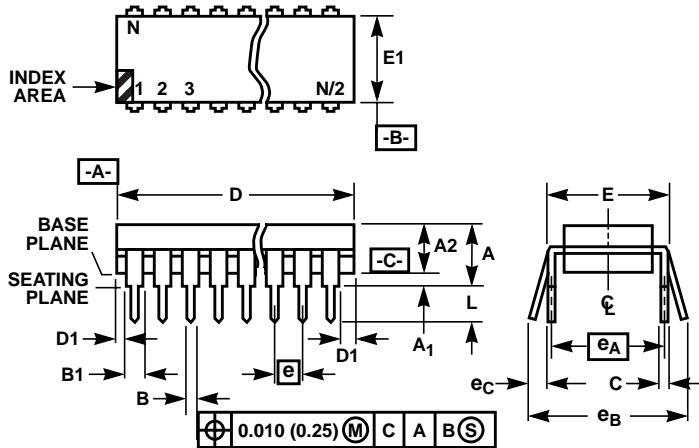 N
E1
INDEX
AREA
1 2 3 N/2
-B-
-A-
D
E
BASE
PLANE
A2
A
-C-
SEATING
PLANE
L
C
L
D1
A1
D1
eA
B1
e
eC
C
B
eB
0.010 (0.25) M C A B S